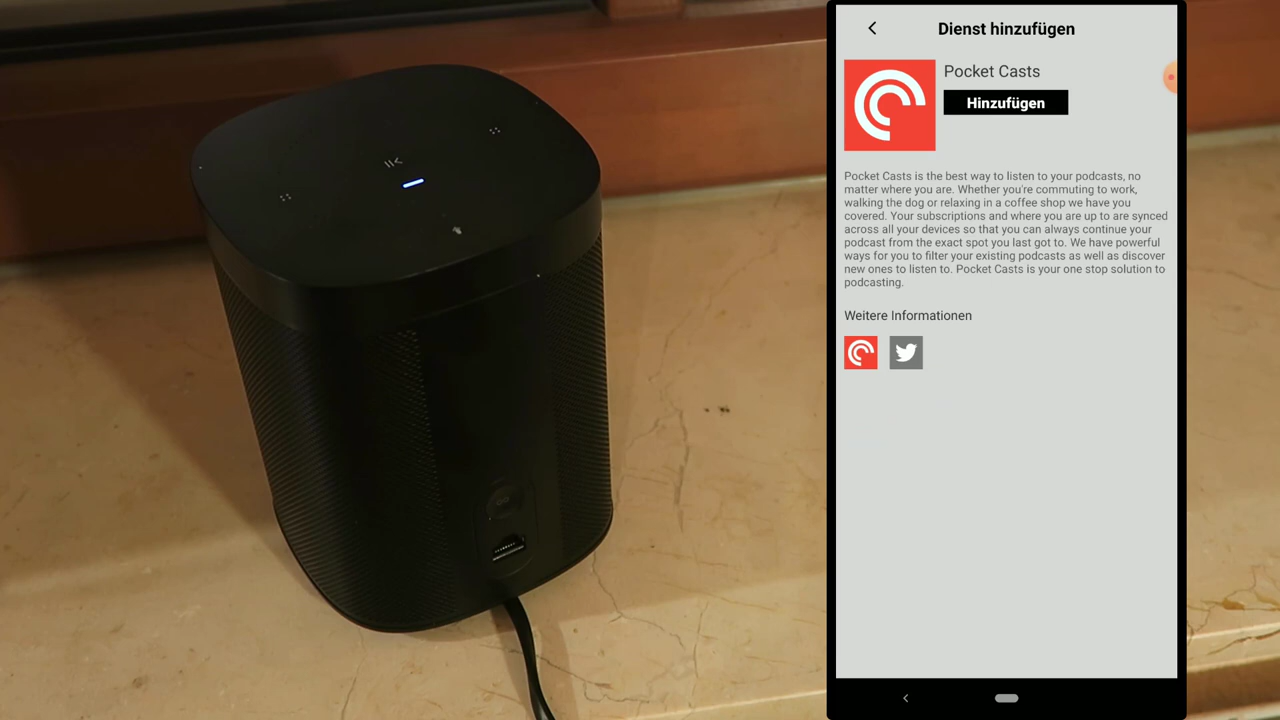 Dienst hinzufügen
Pocket Casts
Hinzufügen
Pocket Casts is the best way to listen to your podcasts, no
matter where you are. Whether you're commuting to work,
walking the dog or relaxing in a coffee shop we have you
covered. Your subscriptions and where you are up to are synced
across all your devices so that you can always continue your
podcast from the exact spot you last got to. We have powerful
ways for you to filter your existing podcasts as well as discover
new ones to listen to. Pocket Casts is your one stop solution to
podcasting.
Weitere Informationen